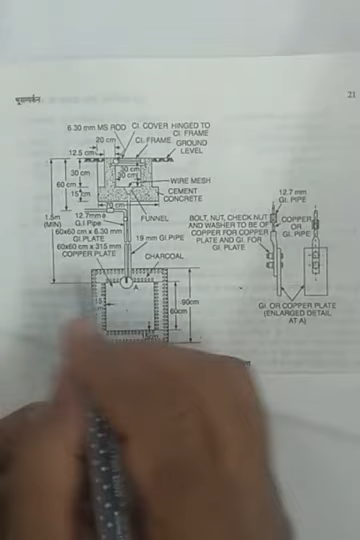 भूसम्पर्कन
21
6.30 mm MS ROD
CI. COVER HINGED TO
CI. FRAME
20 cm
CI. FRAME
GROUND
LEVEL
12.5 cm
30 cm
60 cm
15 cm
30 cm
WIRE MESH
CEMENT
CONCRETE
FUNNEL
1.5m
(MIN)
12.7mm ø
G.I Pipe
60x60 cm x 6.30 mm
GI.PLATE
60x60 cm x 315 mm
COPPER PLATE
19 mm GI.PIPE
CHARCOAL
A
90cm
60cm
12.7 mm
GI. PIPE
BOLT, NUT, CHECK NUT
AND WASHER TO BE OF
COPPER FOR COPPER
PLATE AND GI. FOR
GI. PLATE
COPPER
OR
GI. PIPE
GI. OR COPPER PLATE
(ENLARGED DETAIL
AT A)